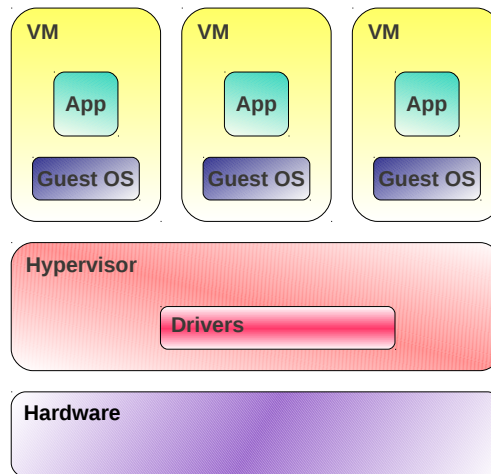 VM VM VM
App App App
Guest OS Guest OS Guest OS
Hypervisor
Drivers
Hardware